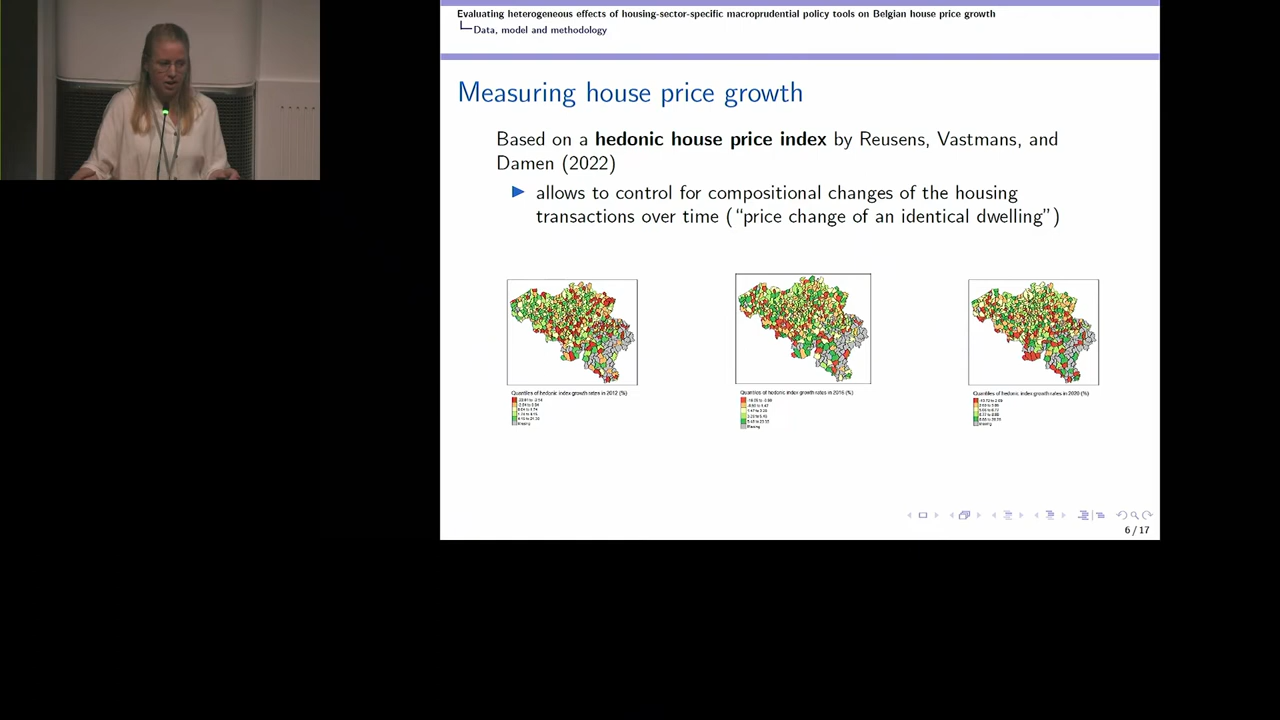 Evaluating heterogeneous effects of housing-sector-specific macroprudential policy tools on Belgian house price growth
Data, model and methodology
Measuring house price growth
Based on a hedonic house price index by Reusens, Vastmans, and
Damen (2022)
allows to control for compositional changes of the housing
transactions over time (“price change of an identical dwelling”)
Quantiles of hedonic index growth rates in 2012 (%)
Missing
Quantiles of hedonic index growth rates in 2016 (%)
Missing
Quantiles of hedonic index growth rates in 2020 (%)
Missing
6 / 17